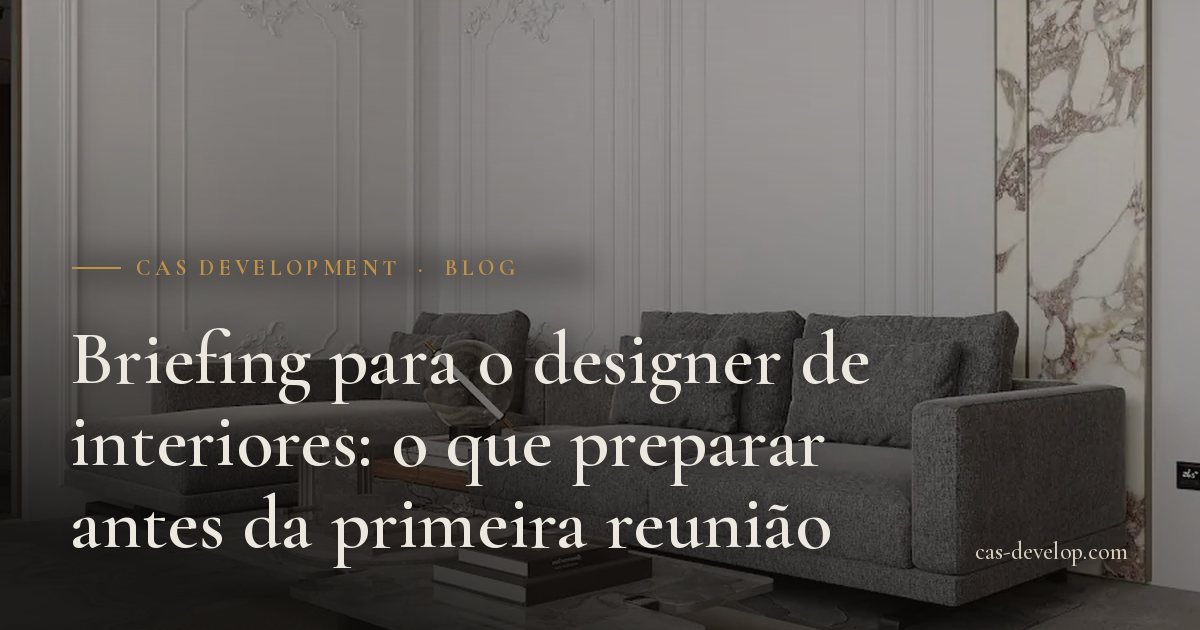 CAS DEVELOPMENT · BLOG
Briefing para o designer de
interiores: o que preparar
antes da primeira reunião
cas-develop.com